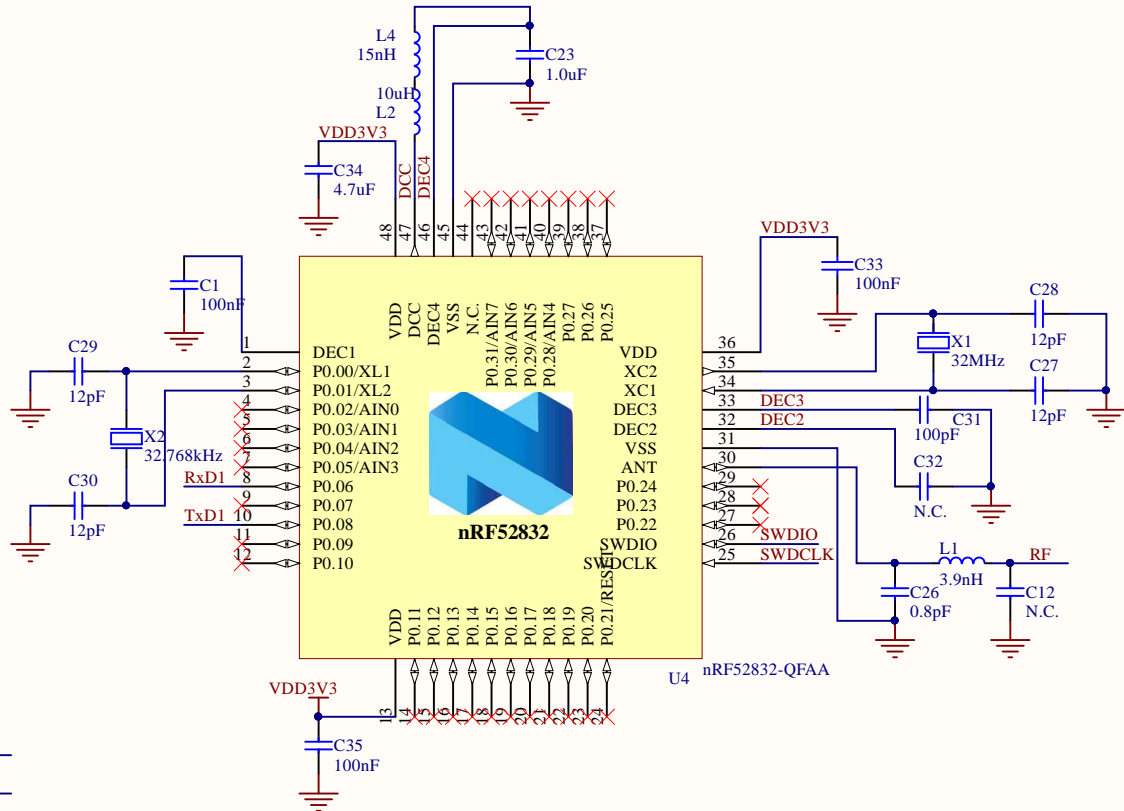 L4
15nH
C23
1.0uF
10uH
L2
VDD3V3
C34
4.7uF
DCC
DEC4
48
47
46
45
44
43
42
41
40
39
38
37
VDD3V3
C33
100nF
C1
100nF
C28
12pF
X1
32MHz
C27
12pF
VDD
DCC
DEC4
VSS
N.C.
P0.31/AIN7
P0.30/AIN6
P0.29/AIN5
P0.28/AIN4
P0.27
P0.26
P0.25
C29
12pF
X2
32.768kHz
C30
12pF
RxD1
TxD1
1 DEC1
2 P0.00/XL1
3 P0.01/XL2
4 P0.02/AIN0
5 P0.03/AIN1
6 P0.04/AIN2
7 P0.05/AIN3
8 P0.06
9 P0.07
10 P0.08
11 P0.09
12 P0.10
nRF52832
VDD 36
XC2 35
XC1 34
DEC3 33 DEC3
DEC2 32 DEC2
VSS 31
ANT 30
P0.24 29
P0.23 28
P0.22 27
SWDIO 26 SWDIO
SWDCLK 25 SWDCLK
C31
100pF
C32
N.C.
L1
3.9nH
RF
C26
0.8pF
C12
N.C.
VDD
P0.11
P0.12
P0.13
P0.14
P0.15
P0.16
P0.17
P0.18
P0.19
P0.20
P0.21/RESET
U4
nRF52832-QFAA
VDD3V3
13
14
15
16
17
18
19
20
21
22
23
24
C35
100nF